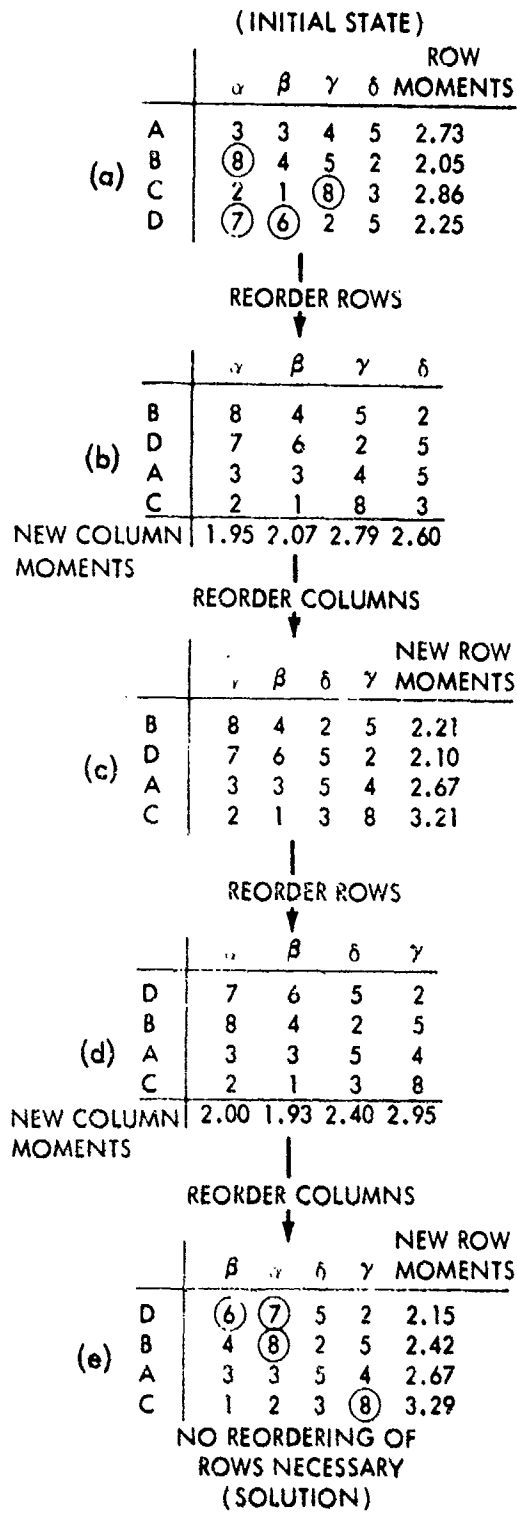 (INITIAL STATE)
ROW
α β γ δ MOMENTS
A 3 3 4 5 2.73
B 8 4 5 2 2.05
(a)
C 2 1 8 3 2.86
D 7 6 2 5 2.25
REORDER ROWS
α β γ δ
B 8 4 5 2
D 7 6 2 5
(b)
A 3 3 4 5
C 2 1 8 3
NEW COLUMN 1.95 2.07 2.79 2.60
MOMENTS
REORDER COLUMNS
NEW ROW
β δ γ MOMENTS
B 8 4 2 5 2.21
(c) D 7 6 5 2 2.10
A 3 3 5 4 2.67
C 2 1 3 8 3.21
REORDER ROWS
α β δ γ
D 7 6 5 2
B 8 4 2 5
(d) A 3 3 5 4
C 2 1 3 8
NEW COLUMN 2.00 1.93 2.40 2.95
MOMENTS
REORDER COLUMNS
NEW ROW
β α δ γ MOMENTS
D 6 7 5 2 2.15
(e) B 4 8 2 5 2.42
A 3 3 5 4 2.67
C 1 2 3 8 3.29
NO REORDERING OF
ROWS NECESSARY
(SOLUTION)